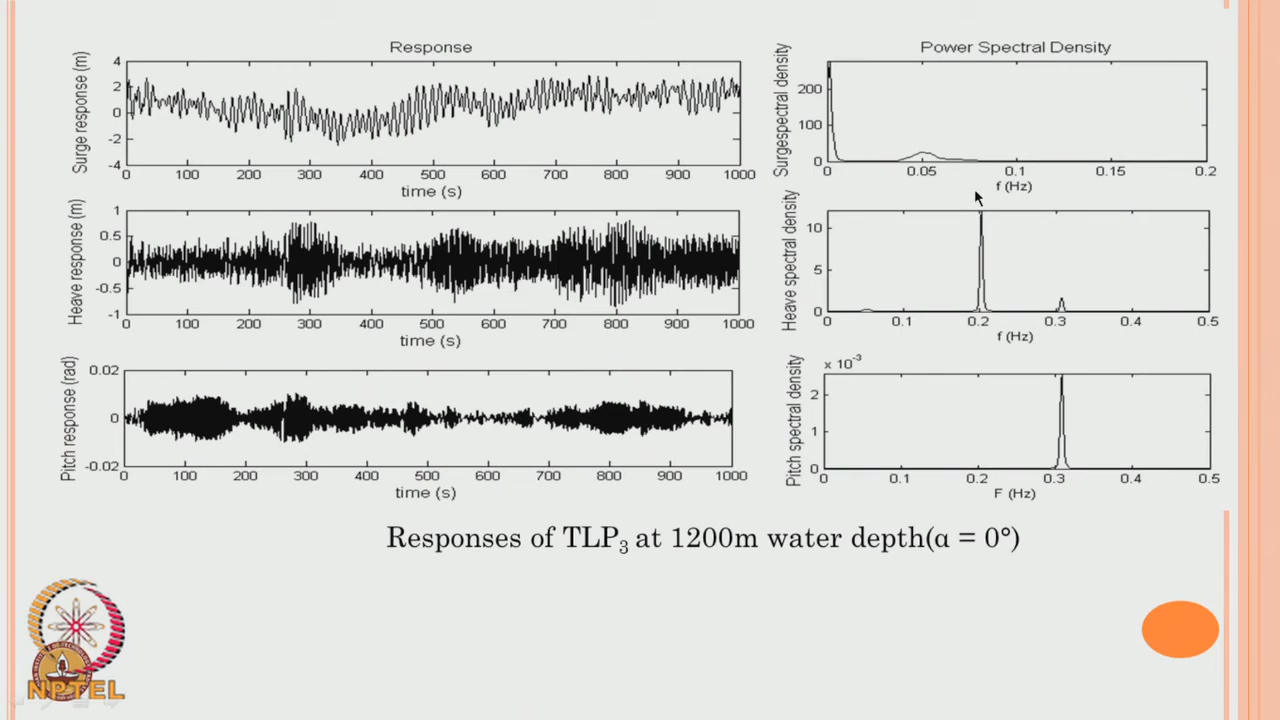 Response
Surge response (m)
4
2
0
-2
-4
0 100 200 300 400 500 600 700 800 900 1000
time (s)
Power Spectral Density
Surgespectral density
200
100
0
0 0.05 0.1 0.15 0.2
f (Hz)
Heave response (m)
1
0.5
0
-0.5
-1
0 100 200 300 400 500 600 700 800 900 1000
time (s)
Heave spectral density
10
5
0
0 0.1 0.2 0.3 0.4 0.5
f (Hz)
Pitch response (rad)
0.02
0
-0.02
0 100 200 300 400 500 600 700 800 900 1000
time (s)
Pitch spectral density
x 10⁻³
2
1
0
0 0.1 0.2 0.3 0.4 0.5
F (Hz)
Responses of TLP₃ at 1200m water depth(α = 0°)
NPTEL